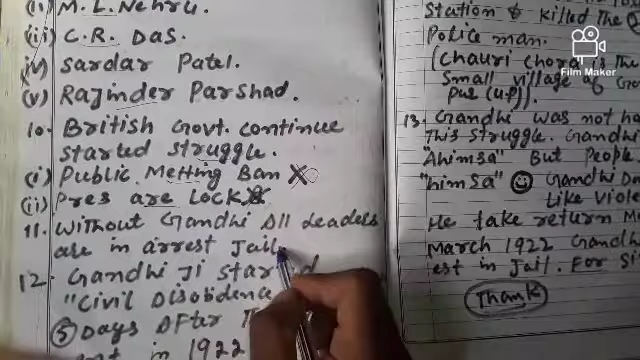 (ii) M.L. Nehru.
(iii) C.R. Das.
(iv) Sardar Patel.
(v) Rajinder Parshad.
10. British Govt. continue
started struggle.
(i) Public Metting Ban
(ii) Pres are Lock
11. Without Gandhi All Leaders
are in arrest Jail.
12. Gandhi Ji
"Civil Disobidence
5 Days After
in 1922
Station & killed The
Police man.
(Chauri Chora is The
Small village of
Pur (U.P)).
13. Gandhi was not
This struggle. Gandhi
"Ahimsa" But People
"himsa" Gandhi
Like
He take return
March 1922 Gandhi
in Jail. For
Thank
Film Maker